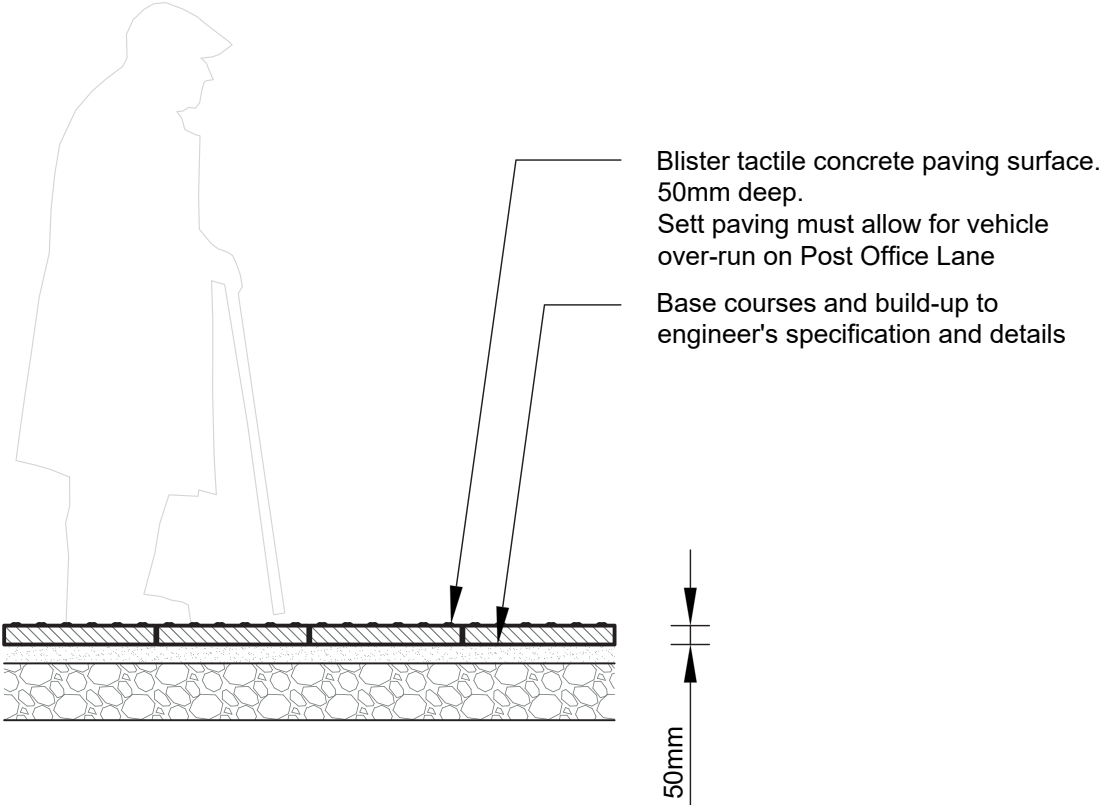 Blister tactile concrete paving surface.
50mm deep.
Sett paving must allow for vehicle
over-run on Post Office Lane
Base courses and build-up to
engineer's specification and details
50mm